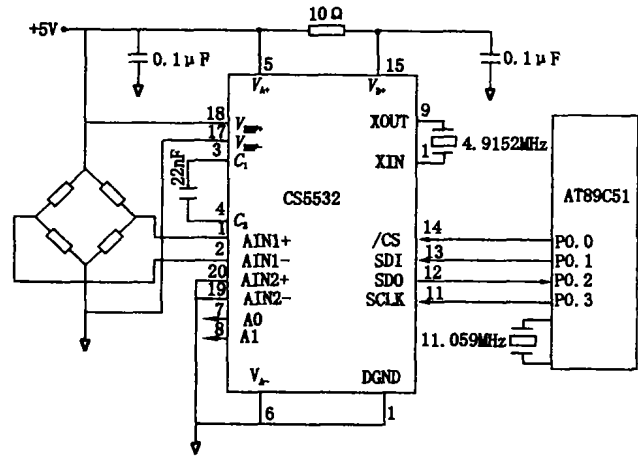 10Ω
+5V
0.1μF
0.1μF
5
15
VA+
VD+
18
VREF+
17
VREF-
3
C1
22nF
4
C2
1
AIN1+
2
AIN1-
20
AIN2+
19
AIN2-
7
A0
8
A1
VA-
6
CS5532
9
XOUT
1
XIN
4.9152MHz
AT89C51
/CS
14
P0.0
SDI
13
P0.1
SDO
12
P0.2
SCLK
11
P0.3
11.059MHz
DGND
1